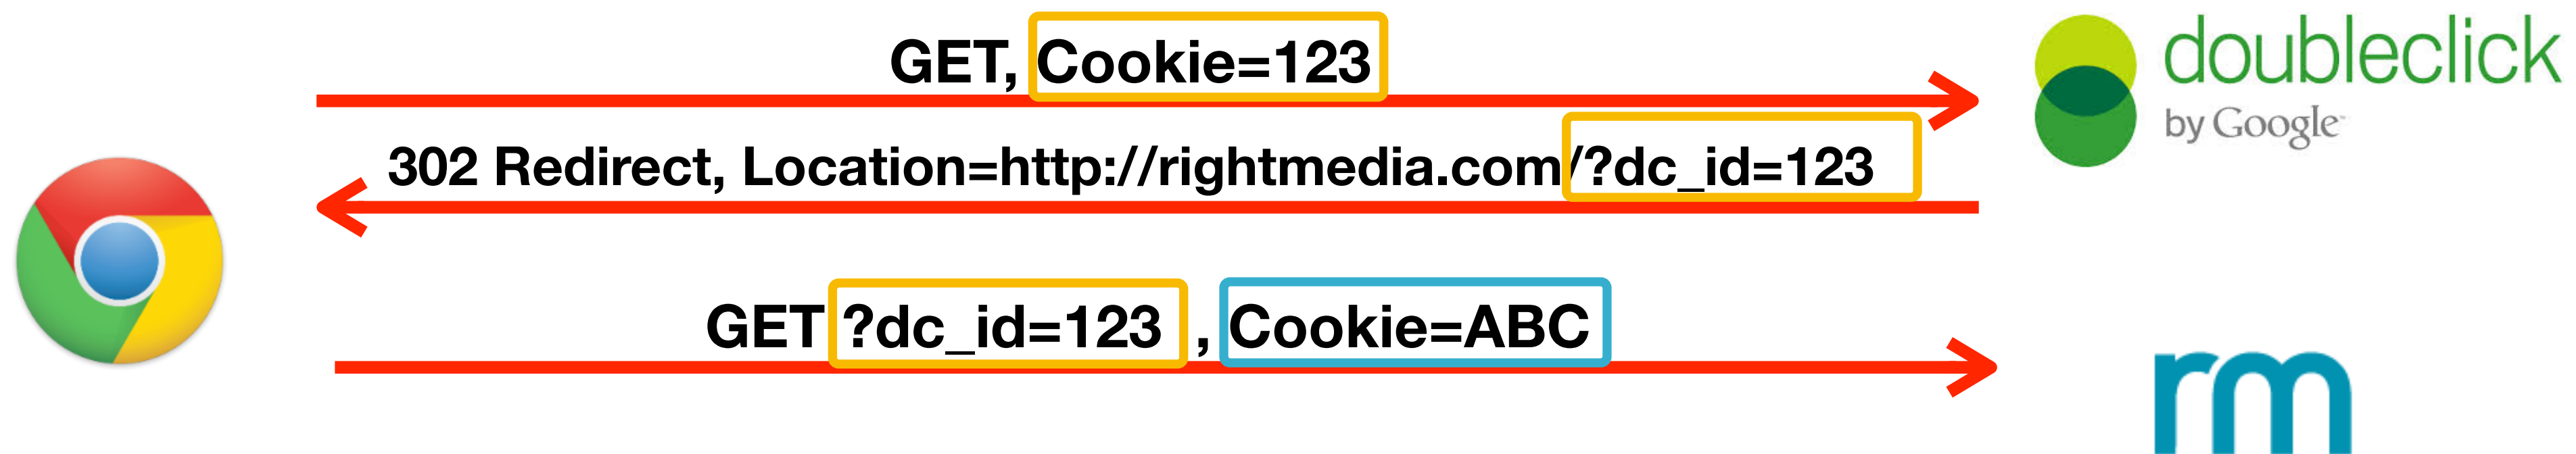 GET, Cookie=123
doubleclick
by Google
302 Redirect, Location=http://rightmedia.com/?dc_id=123
GET ?dc_id=123 , Cookie=ABC
rm